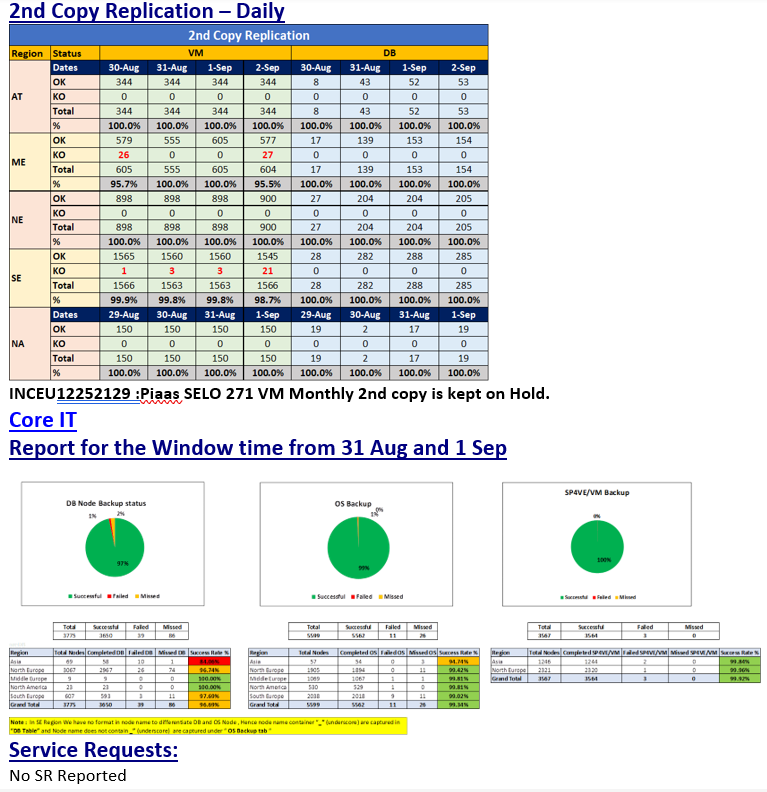 2nd Copy Replication – Daily
2nd Copy Replication
Region Status VM DB
Dates 30-Aug 31-Aug 1-Sep 2-Sep 30-Aug 31-Aug 1-Sep 2-Sep
AT
OK 344 344 344 344 8 43 52 53
KO 0 0 0 0 0 0 0 0
Total 344 344 344 344 8 43 52 53
% 100.0% 100.0% 100.0% 100.0% 100.0% 100.0% 100.0% 100.0%
ME
OK 579 555 605 577 17 139 153 154
KO 26 0 0 27 0 0 0 0
Total 605 555 605 604 17 139 153 154
% 95.7% 100.0% 100.0% 95.5% 100.0% 100.0% 100.0% 100.0%
NE
OK 898 898 898 900 27 204 204 205
KO 0 0 0 0 0 0 0 0
Total 898 898 898 900 27 204 204 205
% 100.0% 100.0% 100.0% 100.0% 100.0% 100.0% 100.0% 100.0%
SE
OK 1565 1560 1560 1545 28 282 288 285
KO 1 3 3 21 0 0 0 0
Total 1566 1563 1563 1566 28 282 288 285
% 99.9% 99.8% 99.8% 98.7% 100.0% 100.0% 100.0% 100.0%
Dates 29-Aug 30-Aug 31-Aug 1-Sep 29-Aug 30-Aug 31-Aug 1-Sep
NA
OK 150 150 150 150 19 2 17 19
KO 0 0 0 0 0 0 0 0
Total 150 150 150 150 19 2 17 19
% 100.0% 100.0% 100.0% 100.0% 100.0% 100.0% 100.0% 100.0%
INCEU12252129 :Piaas SELO 271 VM Monthly 2nd copy is kept on Hold.
Core IT
Report for the Window time from 31 Aug and 1 Sep
DB Node Backup status
1% 2%
97%
Successful Failed Missed
Total Successful Failed Missed
3775 3650 39 86
Region Total Nodes Completed DB Failed DB Missed DB Success Rate %
Asia 69 58 10 1
North Europe 3067 2967 26 74 96.74%
Middle Europe 9 9 0 0 100.00%
North America 23 23 0 0 100.00%
South Europe 607 593 3 11 97.69%
Grand Total 3775 3650 39 86 96.69%
OS Backup
1% 0%
99%
Successful Failed Missed
Total Successful Failed Missed
5599 5562 11 26
Region Total Nodes Completed OS Failed OS Missed OS Success Rate %
Asia 57 54 0 3 94.74%
North Europe 1905 1894 0 11 99.42%
Middle Europe 1069 1067 1 1 99.81%
North America 530 529 1 0 99.81%
South Europe 2038 2018 9 11 99.02%
Grand Total 5599 5562 11 26 99.34%
SP4VE/VM Backup
0%
100%
Successful Failed Missed
Total Successful Failed Missed
3567 3564 3 0
Region Total Nodes Completed SP4VE/VM Failed SP4VE/VM Missed SP4VE/VM Success Rate %
Asia 1246 1244 2 0 99.84%
North Europe 2321 2320 1 0 99.96%
Grand Total 3567 3564 3 0 99.92%
Note : In SE Region We have no format in node name to differentiate DB and OS Node , Hence node name container "_" (underscore) are captured in
"DB Table" and Node name does not contain _" (underscore) are captured under " OS Backup tab "
Service Requests:
No SR Reported